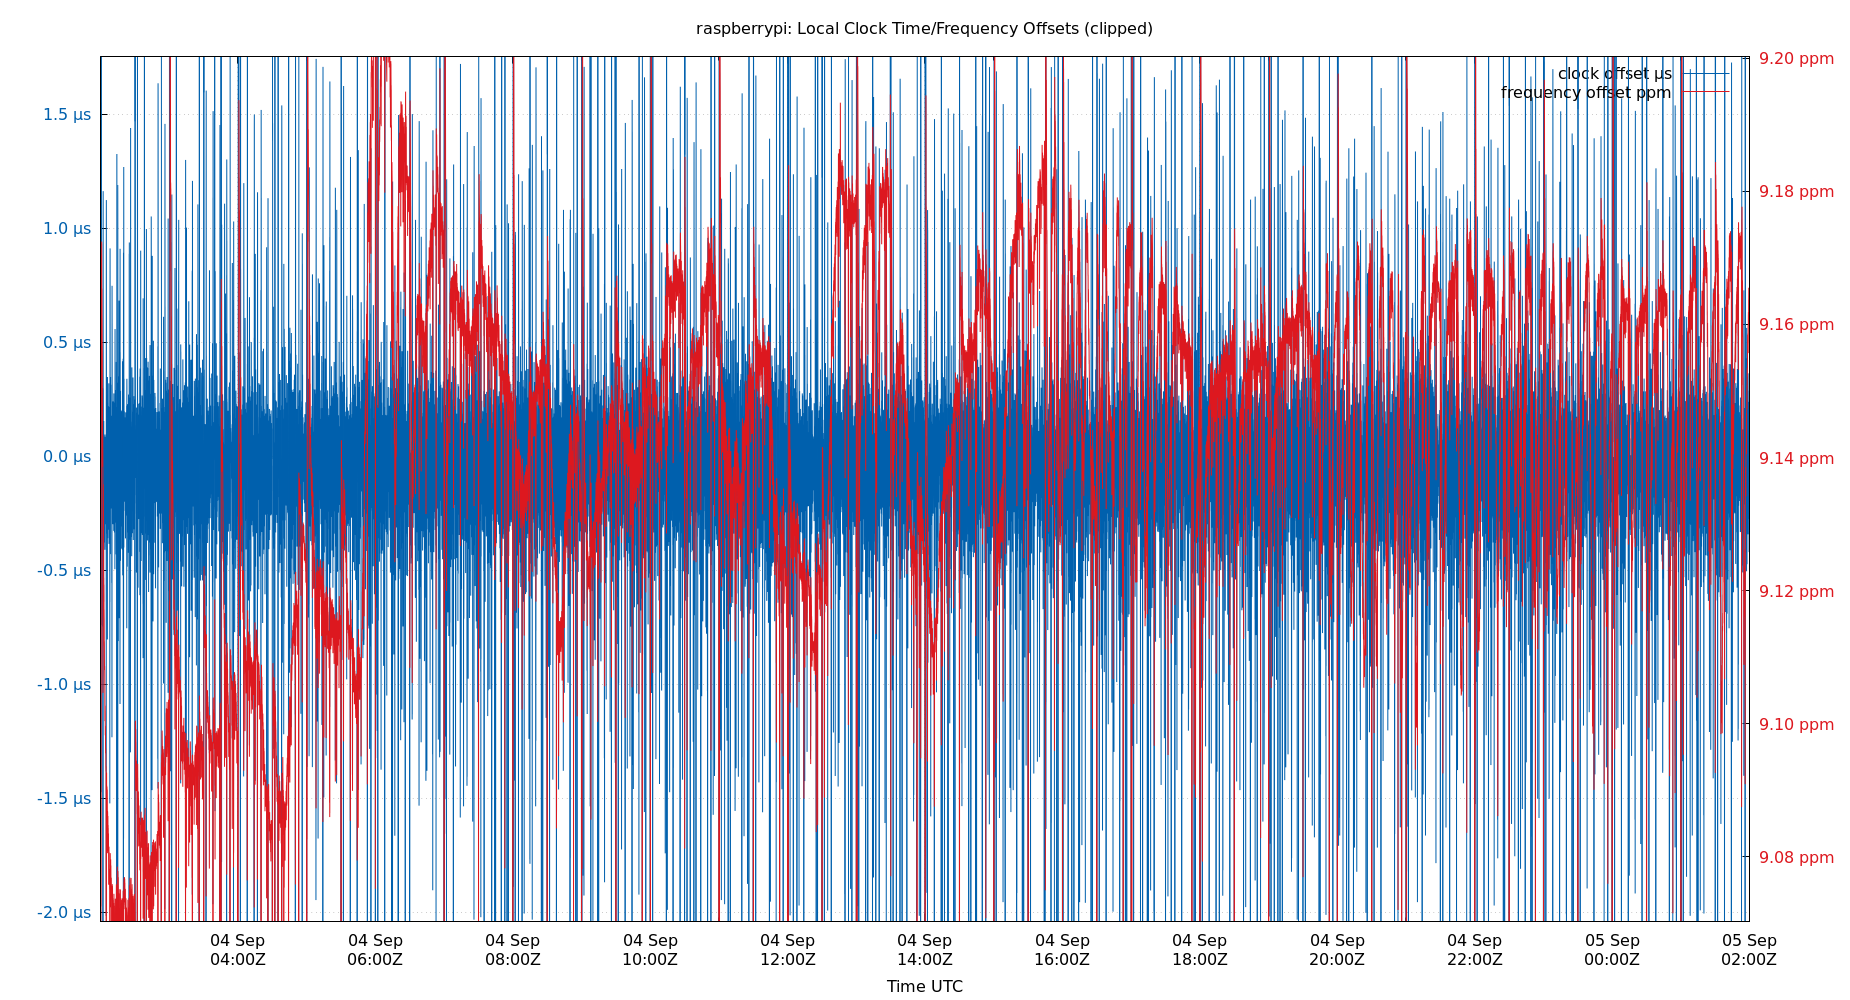 raspberrypi: Local Clock Time/Frequency Offsets (clipped)
clock offset µs
frequency offset ppm
1.5 µs
1.0 µs
0.5 µs
0.0 µs
-0.5 µs
-1.0 µs
-1.5 µs
-2.0 µs
9.20 ppm
9.18 ppm
9.16 ppm
9.14 ppm
9.12 ppm
9.10 ppm
9.08 ppm
04 Sep
04:00Z
04 Sep
06:00Z
04 Sep
08:00Z
04 Sep
10:00Z
04 Sep
12:00Z
04 Sep
14:00Z
04 Sep
16:00Z
04 Sep
18:00Z
04 Sep
20:00Z
04 Sep
22:00Z
05 Sep
00:00Z
05 Sep
02:00Z
Time UTC